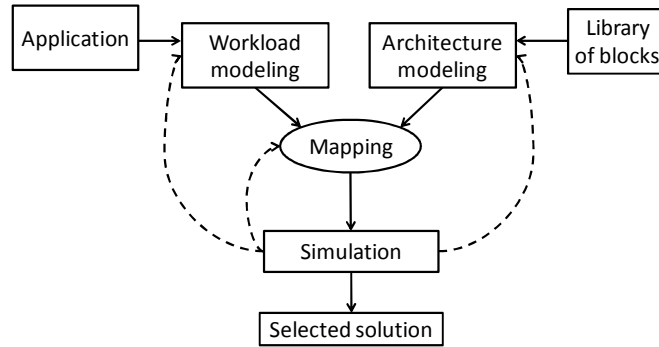 Application
Workload
modeling
Architecture
modeling
Library
of blocks
Mapping
Simulation
Selected solution